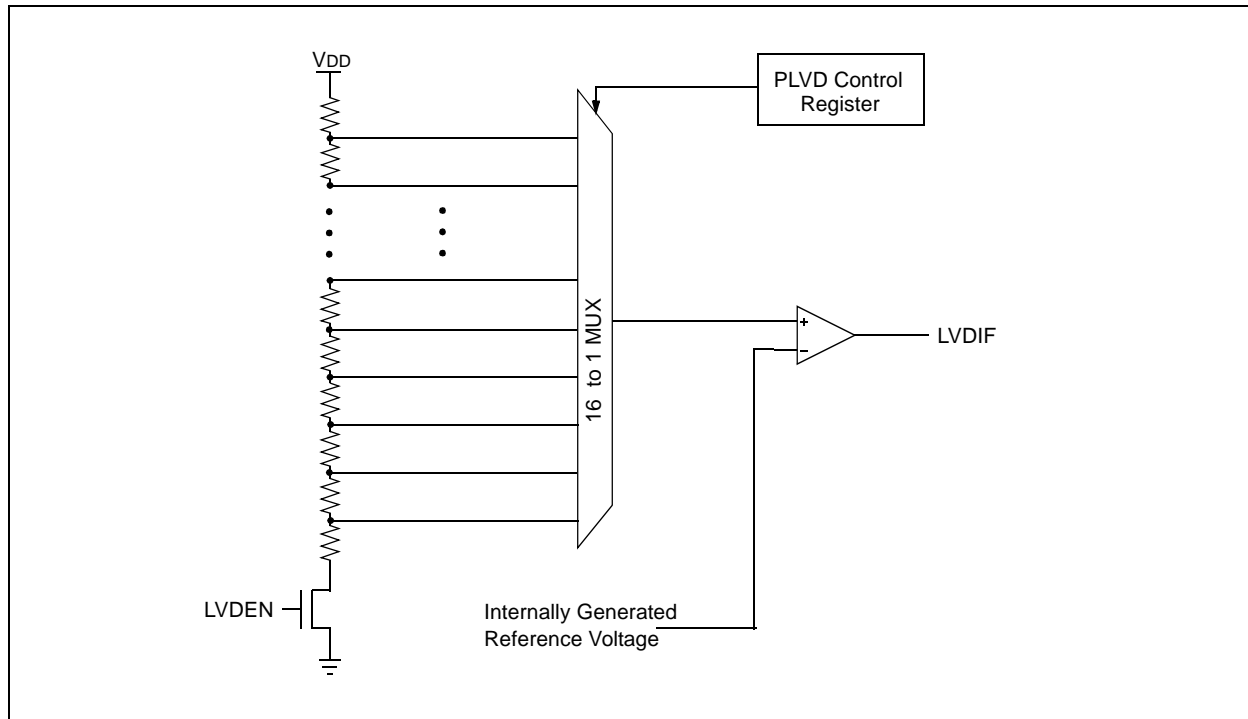 VDD
PLVD Control
Register
16 to 1 MUX
+
−
LVDIF
LVDEN
Internally Generated
Reference Voltage